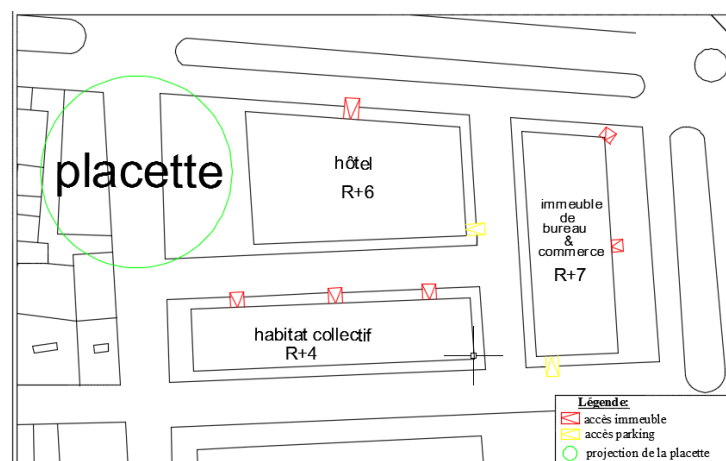 placette
hôtel
R+6
immeuble
de
bureau
&
commerce
R+7
habitat collectif
R+4
Légende:
accès immeuble
accès parking
projection de la placette